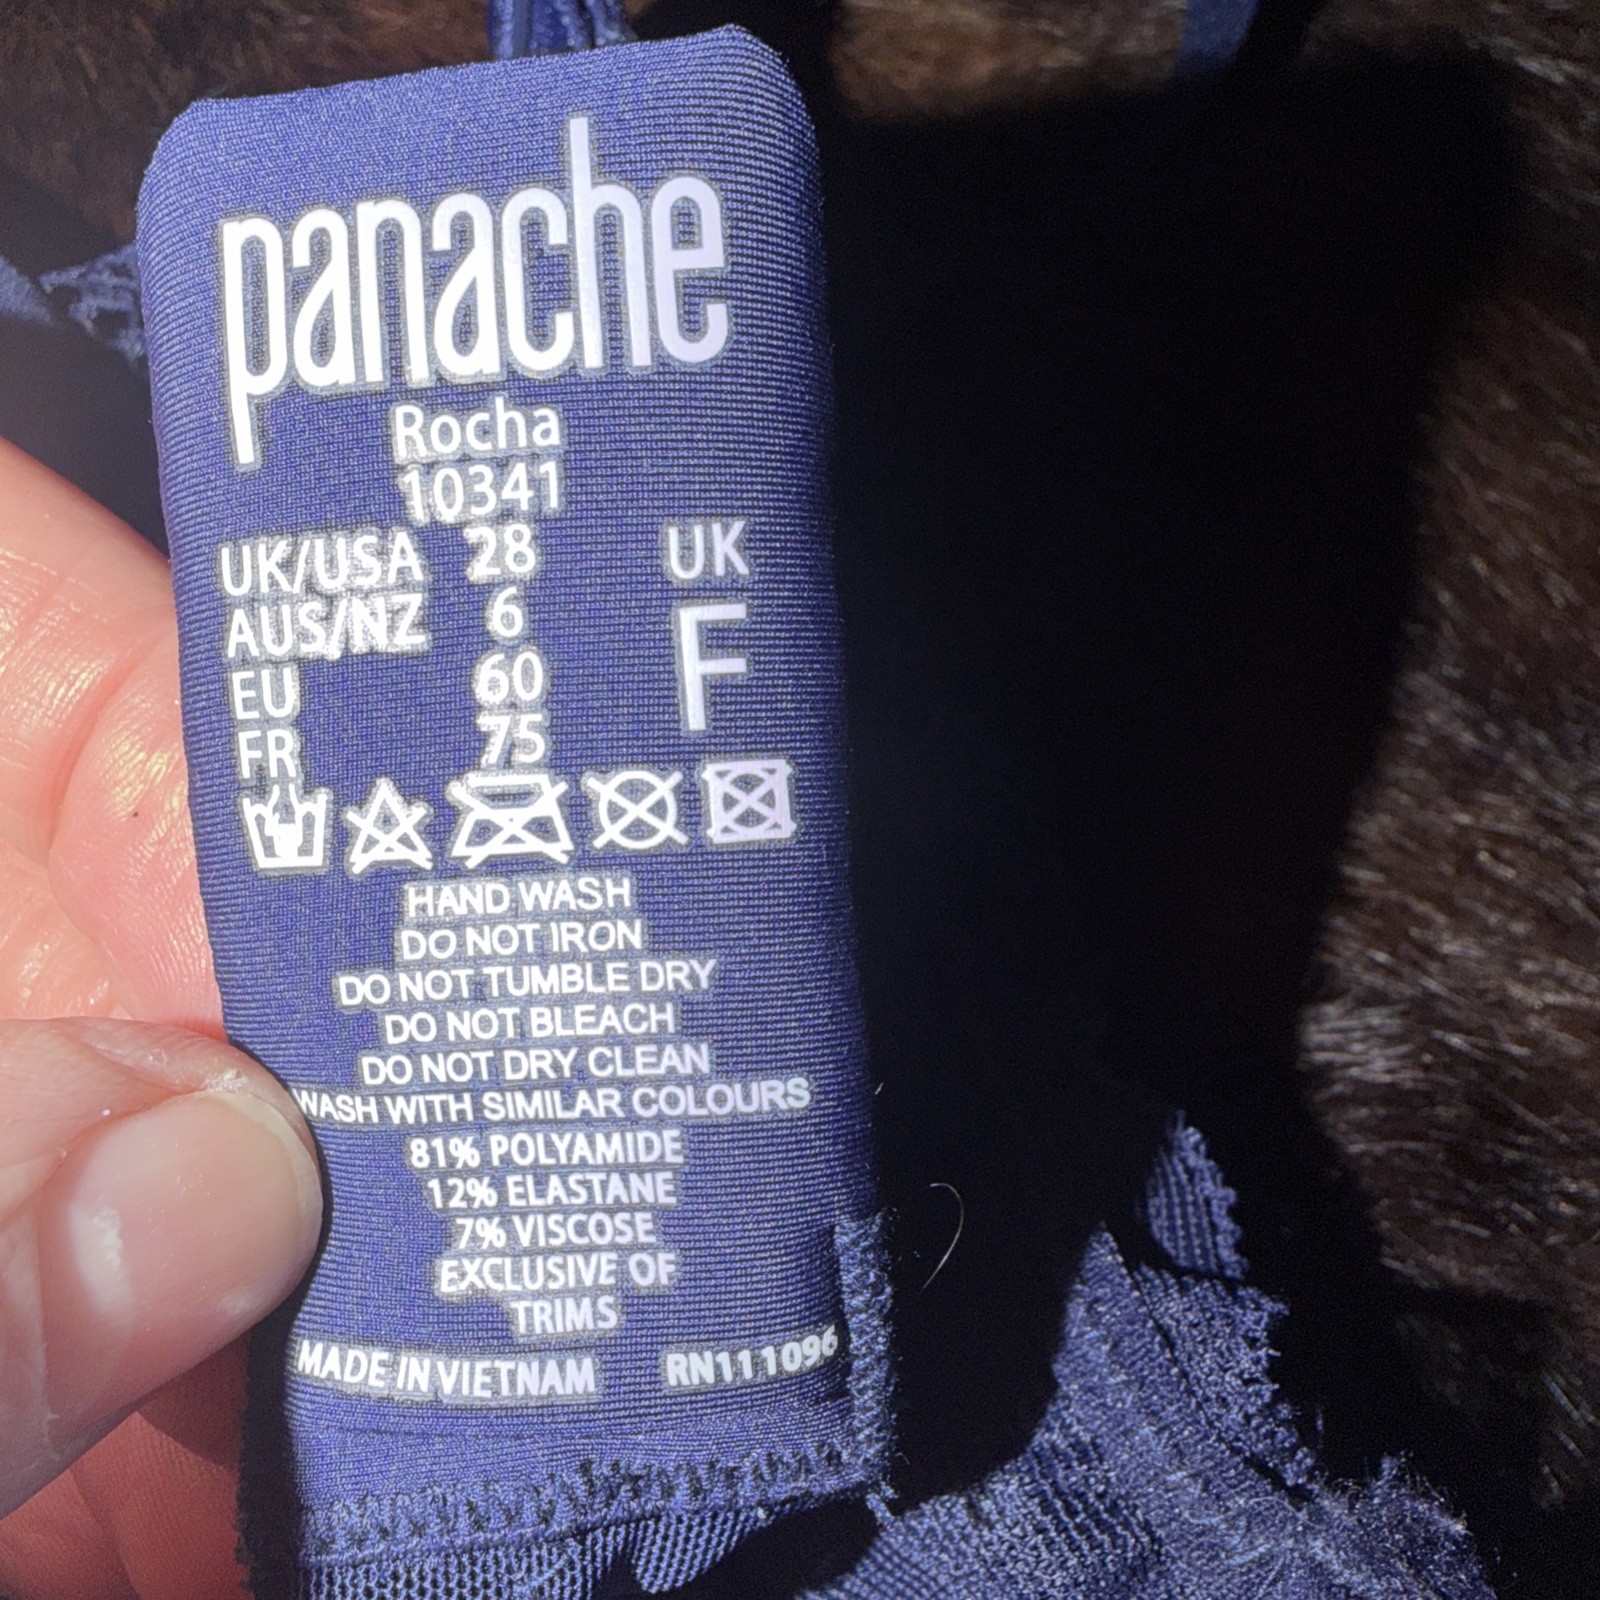 panache
Rocha
10341
UK/USA 28 UK
AUS/NZ 6 F
EU 60
FR 75
HAND WASH
DO NOT IRON
DO NOT TUMBLE DRY
DO NOT BLEACH
DO NOT DRY CLEAN
WASH WITH SIMILAR COLOURS
81% POLYAMIDE
12% ELASTANE
7% VISCOSE
EXCLUSIVE OF
TRIMS
MADE IN VIETNAM RN111096